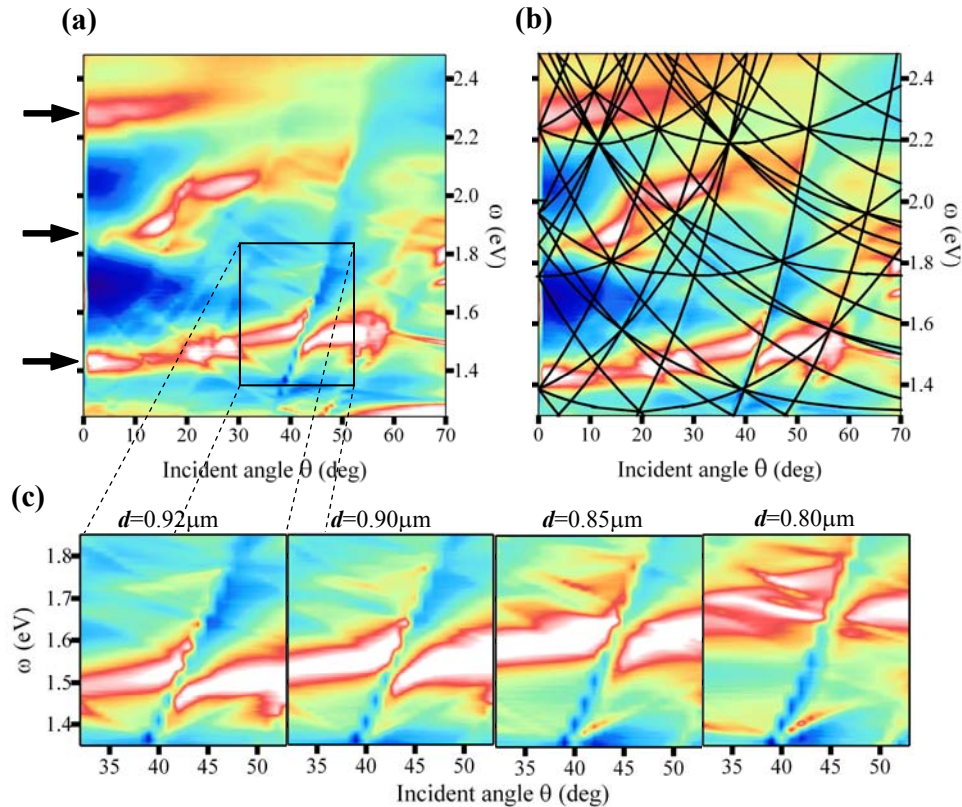 (a)
(b)
2.4
2.2
2.0
1.8
1.6
1.4
ω (eV)
0 10 20 30 40 50 60 70
Incident angle θ (deg)
2.4
2.2
2.0
1.8
1.6
1.4
ω (eV)
0 10 20 30 40 50 60 70
Incident angle θ (deg)
(c)
d=0.92μm d=0.90μm d=0.85μm d=0.80μm
1.8
1.7
1.6
1.5
1.4
ω (eV)
35 40 45 50 35 40 45 50 35 40 45 50 35 40 45 50
Incident angle θ (deg)